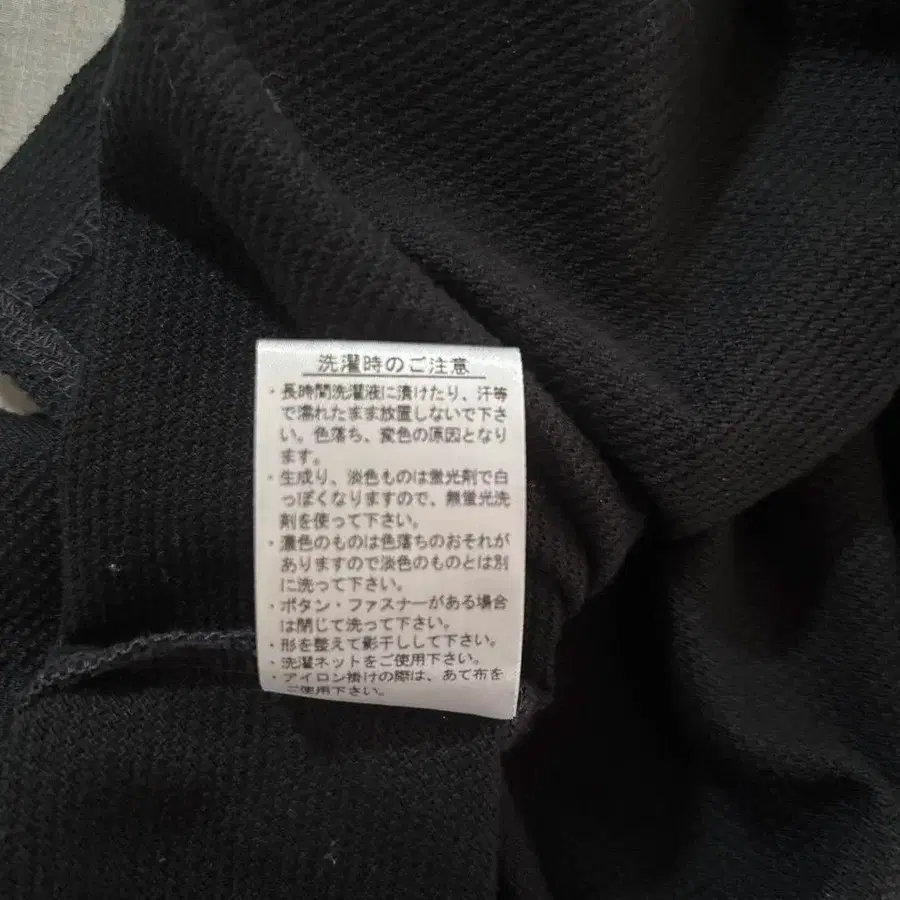 洗濯時のご注意
・長時間洗濯液に漬けたり、汗等
で濡れたまま放置しないで下さ
い。色落ち、変色の原因となり
ます。
・生成り、淡色ものは蛍光剤で白
っぽくなりますので、無蛍光洗
剤を使って下さい。
・濃色のものは色落ちのおそれが
ありますので淡色のものとは別
に洗って下さい。
・ボタン・ファスナーがある場合
は閉じて洗って下さい。
・形を整えて影干しして下さい。
・洗濯ネットをご使用下さい。
・アイロン掛けの際は、あて布を
ご使用下さい。